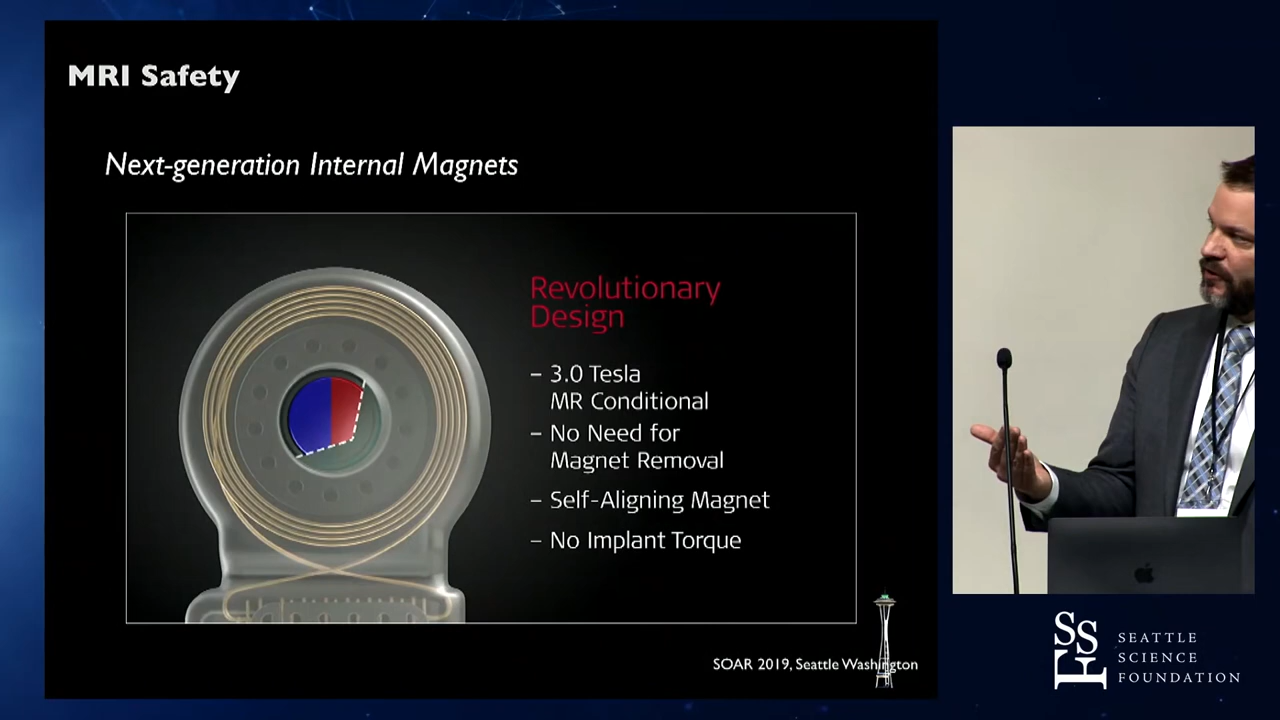 MRI Safety
Next-generation Internal Magnets
Revolutionary
Design
– 3.0 Tesla
MR Conditional
– No Need for
Magnet Removal
– Self-Aligning Magnet
– No Implant Torque
SOAR 2019, Seattle Washington
SSF
SEATTLE
SCIENCE
FOUNDATION